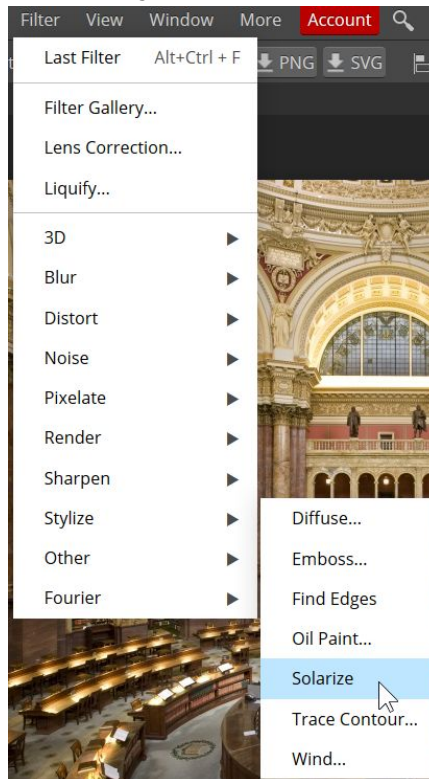 Filter View Window More Account
Last Filter Alt+Ctrl + F
PNG SVG
Filter Gallery...
Lens Correction...
Liquify...
3D
Blur
Distort
Noise
Pixelate
Render
Sharpen
Stylize
Other
Fourier
Diffuse...
Emboss...
Find Edges
Oil Paint...
Solarize
Trace Contour...
Wind...